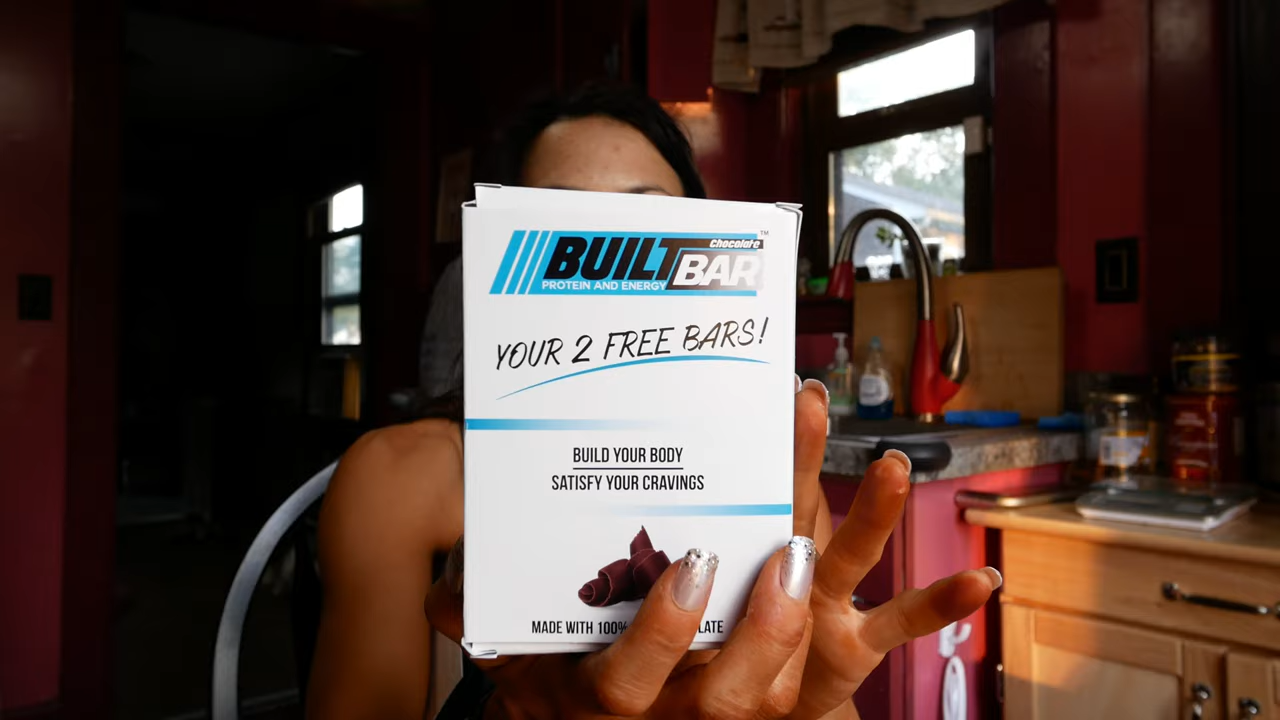 BUILT Chocolate BAR ™
PROTEIN AND ENERGY
YOUR 2 FREE BARS!
BUILD YOUR BODY
SATISFY YOUR CRAVINGS
MADE WITH 100%